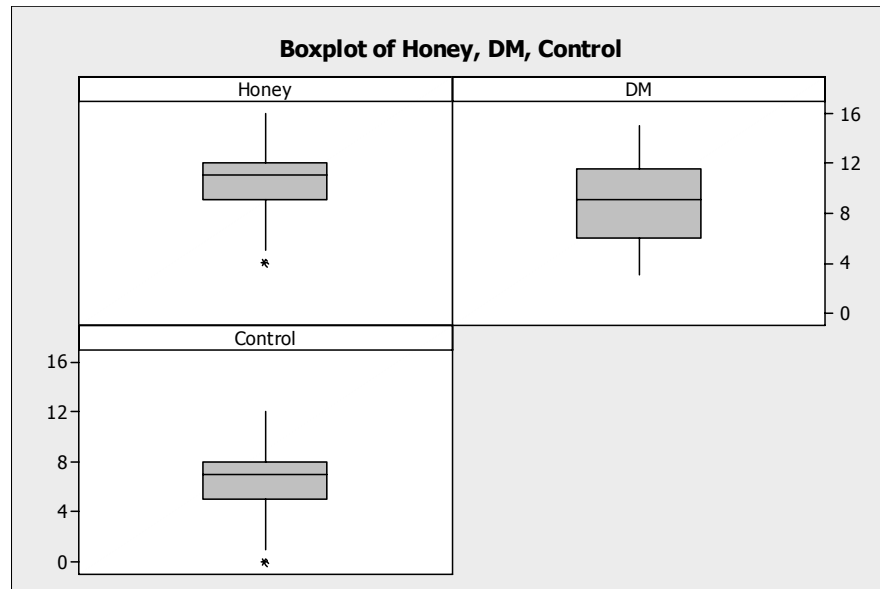 Boxplot of Honey, DM, Control
Honey
DM
16
12
8
4
0
Control
16
12
8
4
0